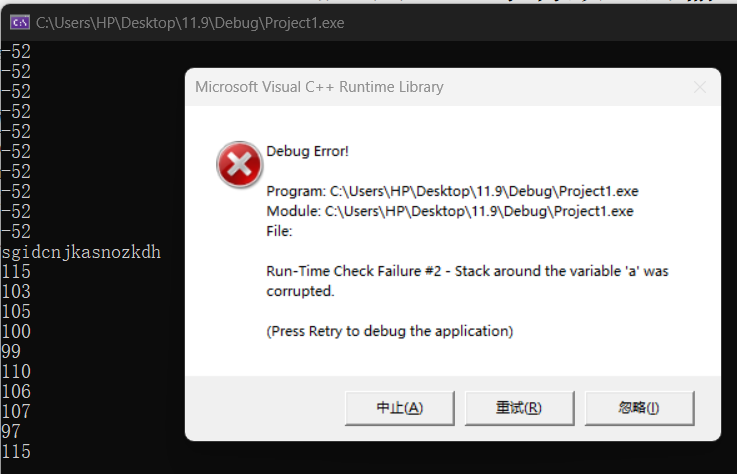 C:\Users\HP\Desktop\11.9\Debug\Project1.exe
-52
-52
-52
-52
-52
-52
-52
-52
-52
-52
sgidcnjkasnozkdh
115
103
105
100
99
110
106
107
97
115
Microsoft Visual C++ Runtime Library
Debug Error!
Program: C:\Users\HP\Desktop\11.9\Debug\Project1.exe
Module: C:\Users\HP\Desktop\11.9\Debug\Project1.exe
File:
Run-Time Check Failure #2 - Stack around the variable 'a' was
corrupted.
(Press Retry to debug the application)
中止(A) 重试(R) 忽略(I)